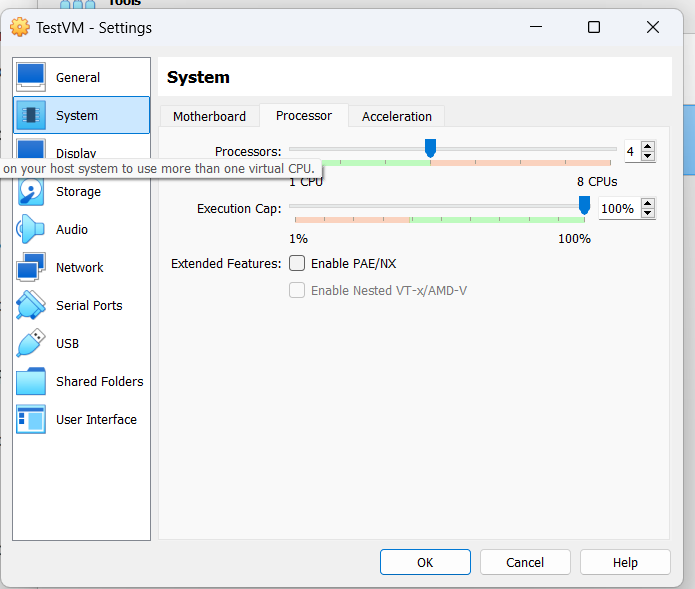 Tools
TestVM - Settings
General
System
Display
Storage
Audio
Network
Serial Ports
USB
Shared Folders
User Interface
System
Motherboard Processor Acceleration
Processors: 4
on your host system to use more than one virtual CPU.
1 CPU 8 CPUs
Execution Cap: 100%
1% 100%
Extended Features: Enable PAE/NX
Enable Nested VT-x/AMD-V
OK Cancel Help